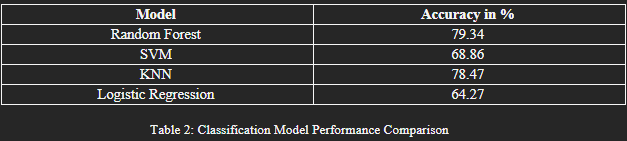 Model Accuracy in %
Random Forest 79.34
SVM 68.86
KNN 78.47
Logistic Regression 64.27
Table 2: Classification Model Performance Comparison